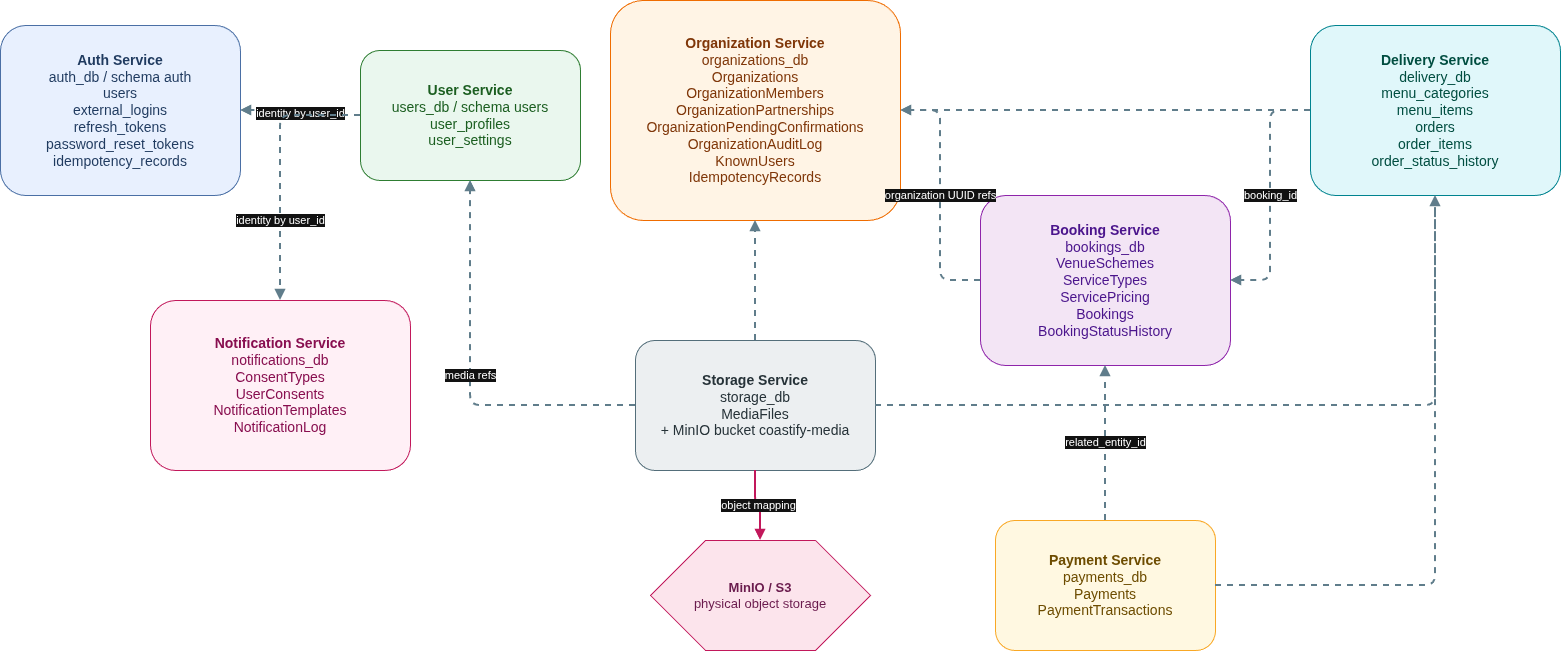 Auth Service
auth_db / schema auth
users
external_logins
refresh_tokens
password_reset_tokens
idempotency_records
identity by user_id
User Service
users_db / schema users
user_profiles
user_settings
Organization Service
organizations_db
Organizations
OrganizationMembers
OrganizationPartnerships
OrganizationPendingConfirmations
OrganizationAuditLog
KnownUsers
IdempotencyRecords
Delivery Service
delivery_db
menu_categories
menu_items
orders
order_items
order_status_history
organization UUID refs
booking_id
identity by user_id
Booking Service
bookings_db
VenueSchemes
ServiceTypes
ServicePricing
Bookings
BookingStatusHistory
Notification Service
notifications_db
ConsentTypes
UserConsents
NotificationTemplates
NotificationLog
media refs
Storage Service
storage_db
MediaFiles
+ MinIO bucket coastify-media
related_entity_id
object mapping
MinIO / S3
physical object storage
Payment Service
payments_db
Payments
PaymentTransactions